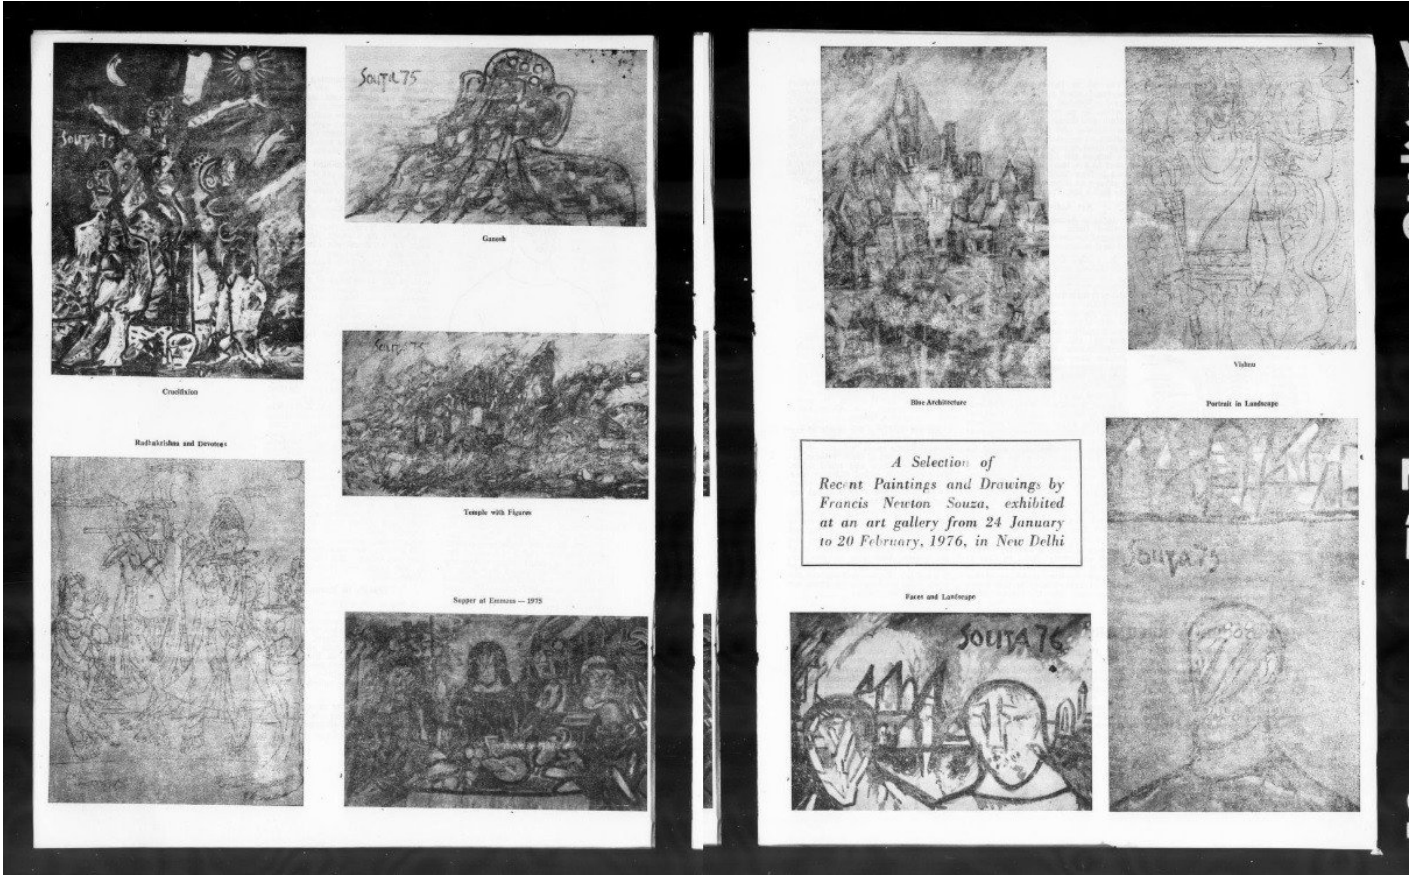 Souza 75
Souza 75
Ganesh
Crucifixion
Souza 75
Radhakrishna and Devotees
Temple with Figures
Supper at Emmaus — 1975
Blue Architecture
Vishnu
Portrait in Landscape
A Selection of
Recent Paintings and Drawings by
Francis Newton Souza, exhibited
at an art gallery from 24 January
to 20 February, 1976, in New Delhi
Souza 75
Faces and Landscape
SOUZA 76